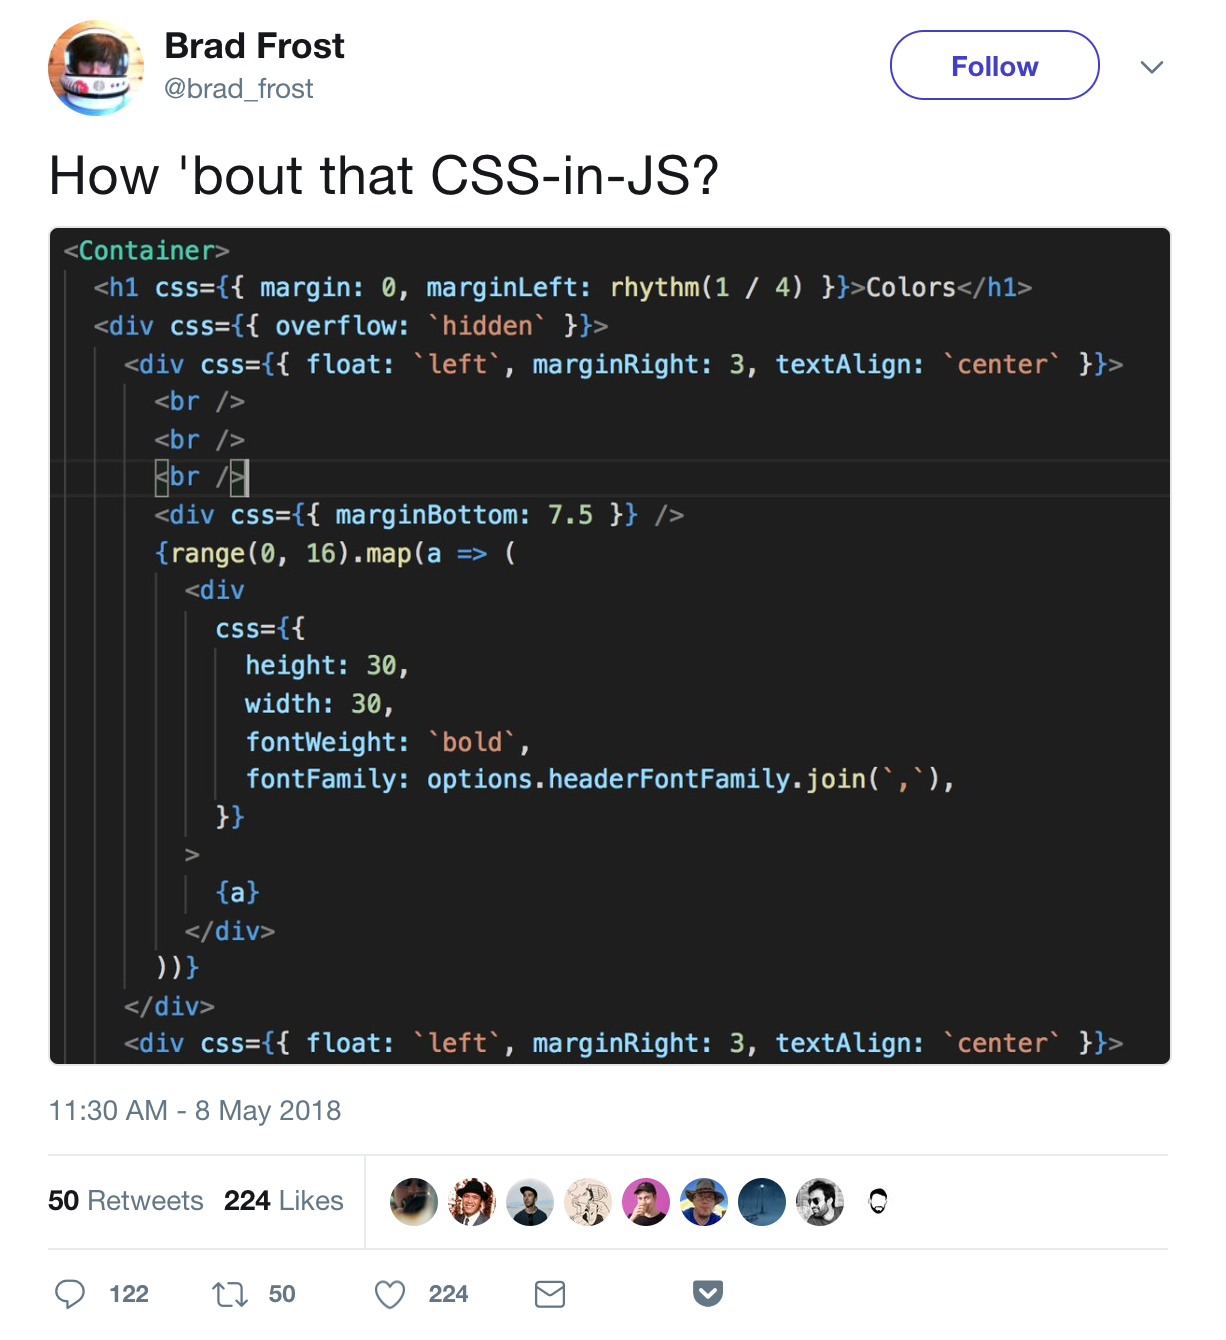 Brad Frost
@brad_frost
Follow
How 'bout that CSS-in-JS?
<Container>
<h1 css={{ margin: 0, marginLeft: rhythm(1 / 4) }}>Colors</h1>
<div css={{ overflow: `hidden` }}>
<div css={{ float: `left`, marginRight: 3, textAlign: `center` }}>
<br />
<br />
<br />
<div css={{ marginBottom: 7.5 }} />
{range(0, 16).map(a => (
<div
css={{
height: 30,
width: 30,
fontWeight: `bold`,
fontFamily: options.headerFontFamily.join(`,`),
}}
>
{a}
</div>
))}
</div>
<div css={{ float: `left`, marginRight: 3, textAlign: `center` }}>
11:30 AM - 8 May 2018
50 Retweets 224 Likes
122 50 224